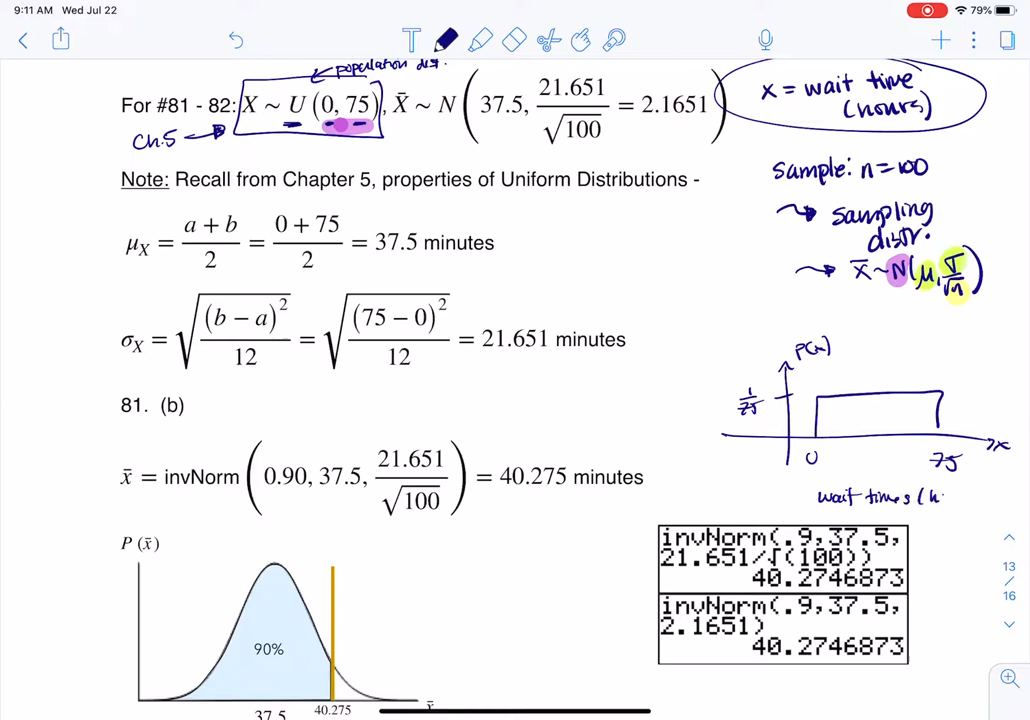 9:11 AM Wed Jul 22
79%
population dist.
For #81 - 82: X ~ U (0, 75), X̄ ~ N (37.5, 21.651 / √100 = 2.1651)
Ch.5
x = wait time
(hours)
Note: Recall from Chapter 5, properties of Uniform Distributions -
Sample: n=100
sampling
distr.
x̄ ~ N(μ, σ/√n)
μX = (a + b)/2 = (0 + 75)/2 = 37.5 minutes
σX = √((b − a)²/12) = √((75 − 0)²/12) = 21.651 minutes
P(x)
1/75
0
75
x
wait times (h
81. (b)
x̄ = invNorm (0.90, 37.5, 21.651/√100) = 40.275 minutes
invNorm(.9,37.5,
21.651/√(100))
40.2746873
invNorm(.9,37.5,
2.1651)
40.2746873
P (x̄)
90%
37.5
40.275
x̄
13
/
16